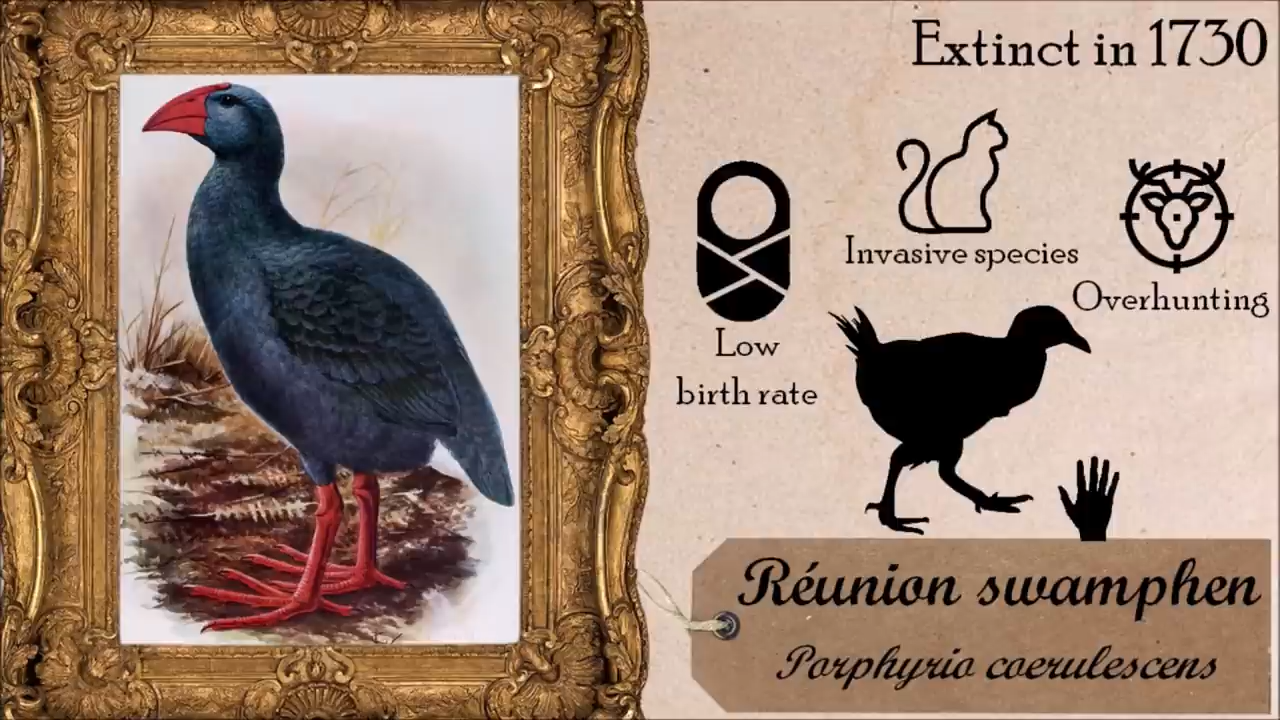 Extinct in 1730
Invasive species
Overhunting
Low
birth rate
Réunion swamphen
Porphyrio coerulescens